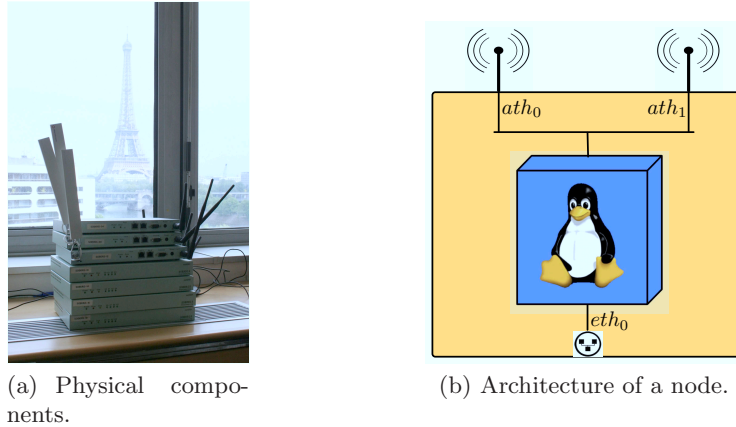 ath0
ath1
eth0
(a) Physical compo-
nents.
(b) Architecture of a node.